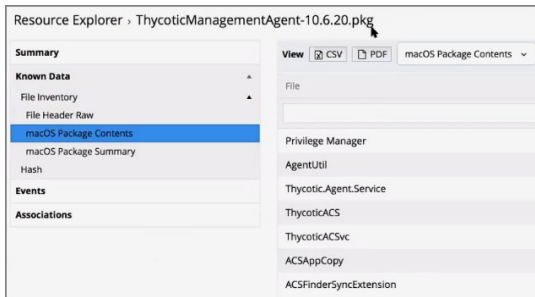 Resource Explorer › ThycoticManagementAgent-10.6.20.pkg
Summary
Known Data
File Inventory
File Header Raw
macOS Package Contents
macOS Package Summary
Hash
Events
Associations
View CSV PDF macOS Package Contents
File
Privilege Manager
AgentUtil
Thycotic.Agent.Service
ThycoticACS
ThycoticACSvc
ACSAppCopy
ACSFinderSyncExtension